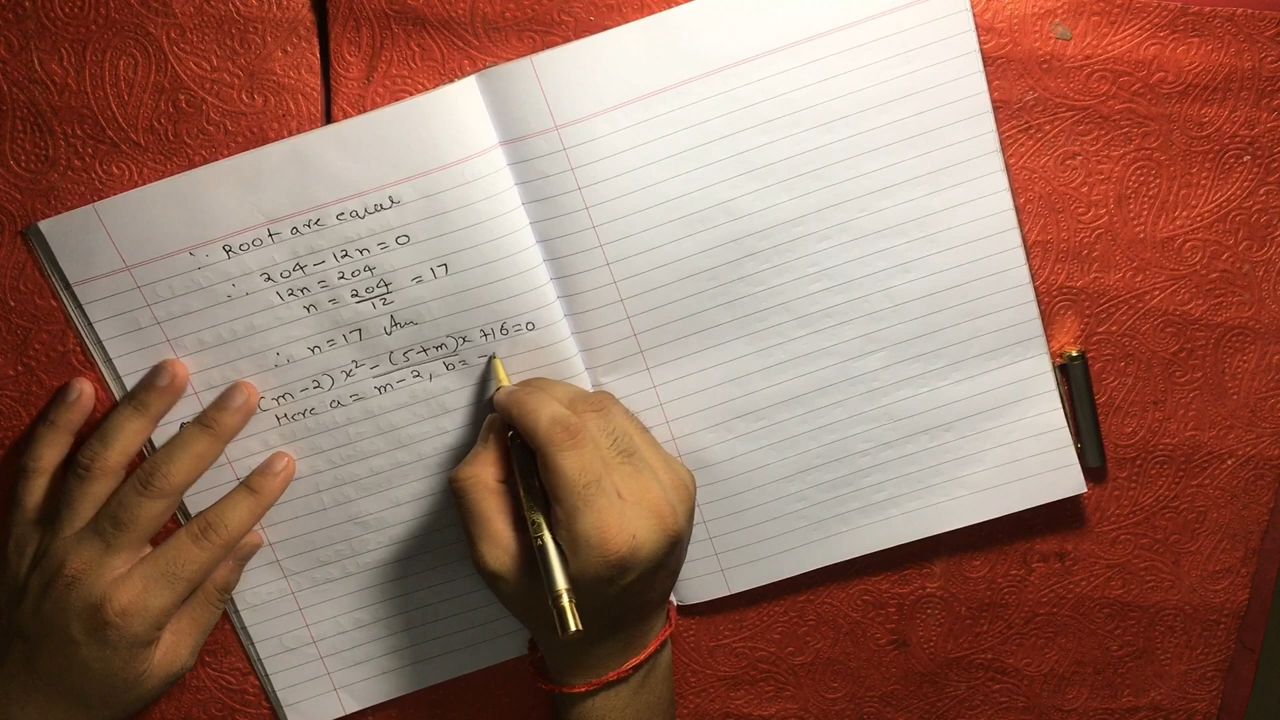 ∴ Root are equal
∴ 204 - 12n = 0
12n = 204
n = 204/12 = 17
∴ n = 17 Ans
(m-2) x² - (5+m)x + 16 = 0
Here a = m-2, b = -